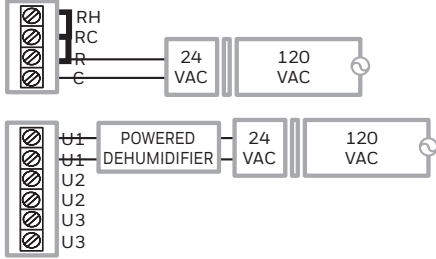 RH
RC
R
C
24
VAC
120
VAC
U1
U1
U2
U2
U3
U3
POWERED
DEHUMIDIFIER
24
VAC
120
VAC